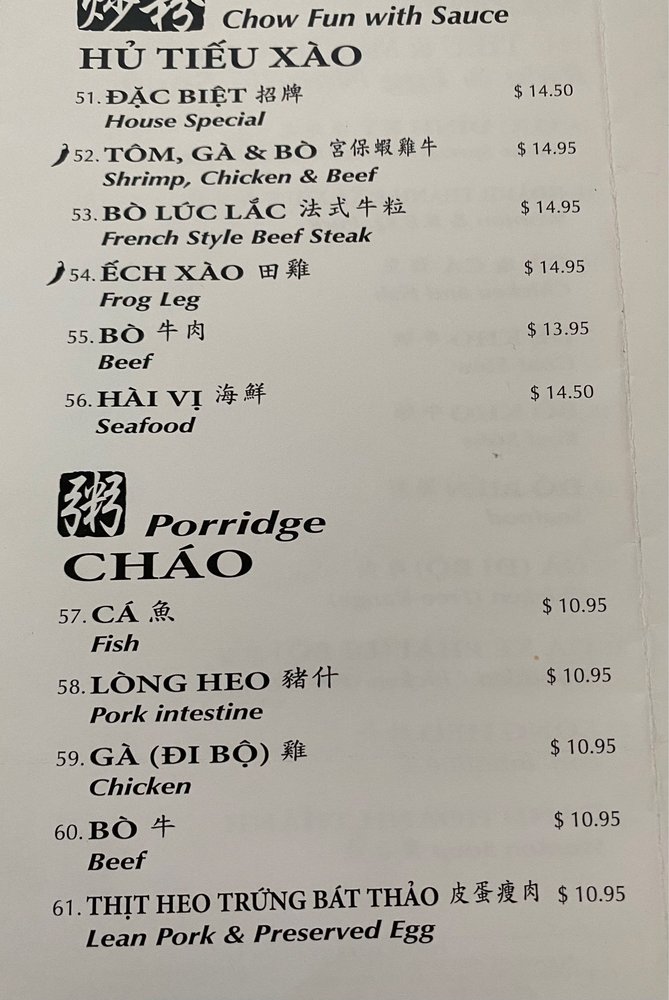 炒粉 Chow Fun with Sauce
HỦ TIẾU XÀO
51. ĐẶC BIỆT 招牌 $ 14.50
House Special
52. TÔM, GÀ & BÒ 宮保蝦雞牛 $ 14.95
Shrimp, Chicken & Beef
53. BÒ LÚC LẮC 法式牛粒 $ 14.95
French Style Beef Steak
54. ẾCH XÀO 田雞 $ 14.95
Frog Leg
55. BÒ 牛肉 $ 13.95
Beef
56. HÀI VỊ 海鮮 $ 14.50
Seafood
粥 Porridge
CHÁO
57. CÁ 魚 $ 10.95
Fish
58. LÒNG HEO 豬什 $ 10.95
Pork intestine
59. GÀ (ĐI BỘ) 雞 $ 10.95
Chicken
60. BÒ 牛 $ 10.95
Beef
61. THỊT HEO TRỨNG BÁT THẢO 皮蛋瘦肉 $ 10.95
Lean Pork & Preserved Egg